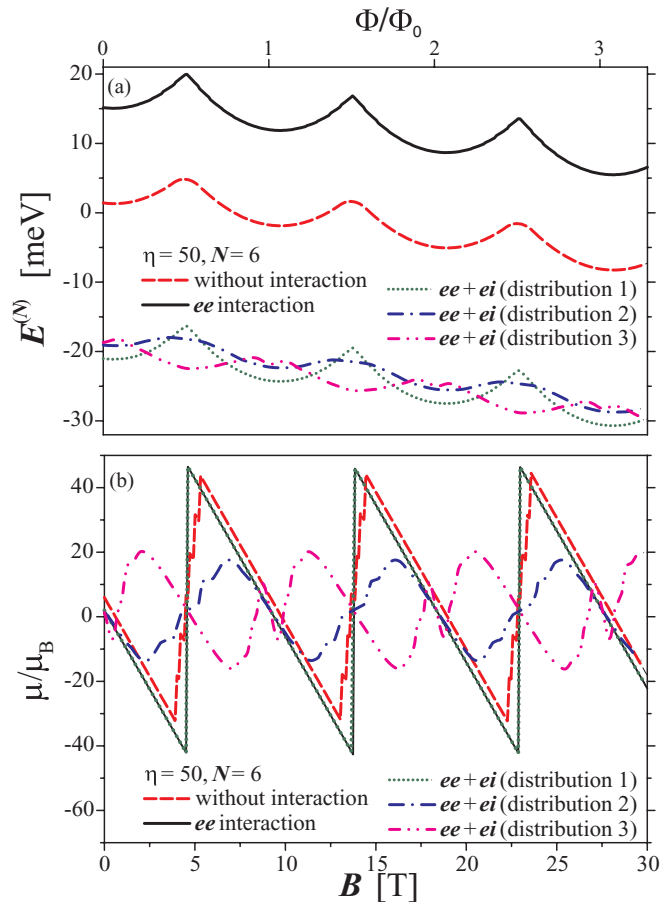 Φ/Φ₀
0 1 2 3
(a)
20
10
0
-10
-20
-30
E⁽ᴺ⁾ [meV]
η = 50, N = 6
without interaction
ee interaction
ee + ei (distribution 1)
ee + ei (distribution 2)
ee + ei (distribution 3)
(b)
40
20
0
-20
-40
-60
μ/μ_B
η = 50, N = 6
without interaction
ee interaction
ee + ei (distribution 1)
ee + ei (distribution 2)
ee + ei (distribution 3)
0 5 10 15 20 25 30
B [T]